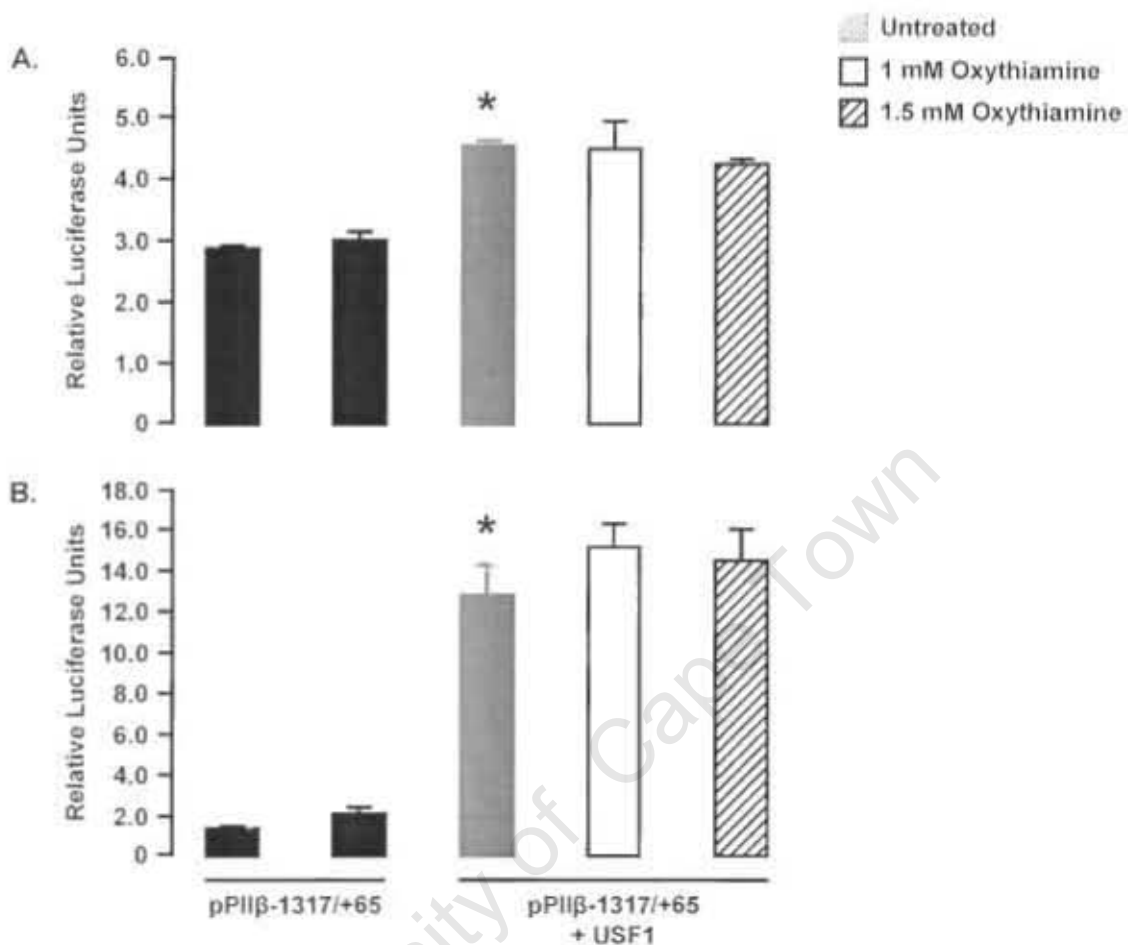 Untreated
1 mM Oxythiamine
1.5 mM Oxythiamine
A.
Relative Luciferase Units
6.0
5.0
4.0
3.0
2.0
1.0
0
*
B.
Relative Luciferase Units
18.0
16.0
14.0
12.0
10.0
8.0
6.0
4.0
2.0
0
*
pPIIβ-1317/+65
pPIIβ-1317/+65
+ USF1
University of Cape Town